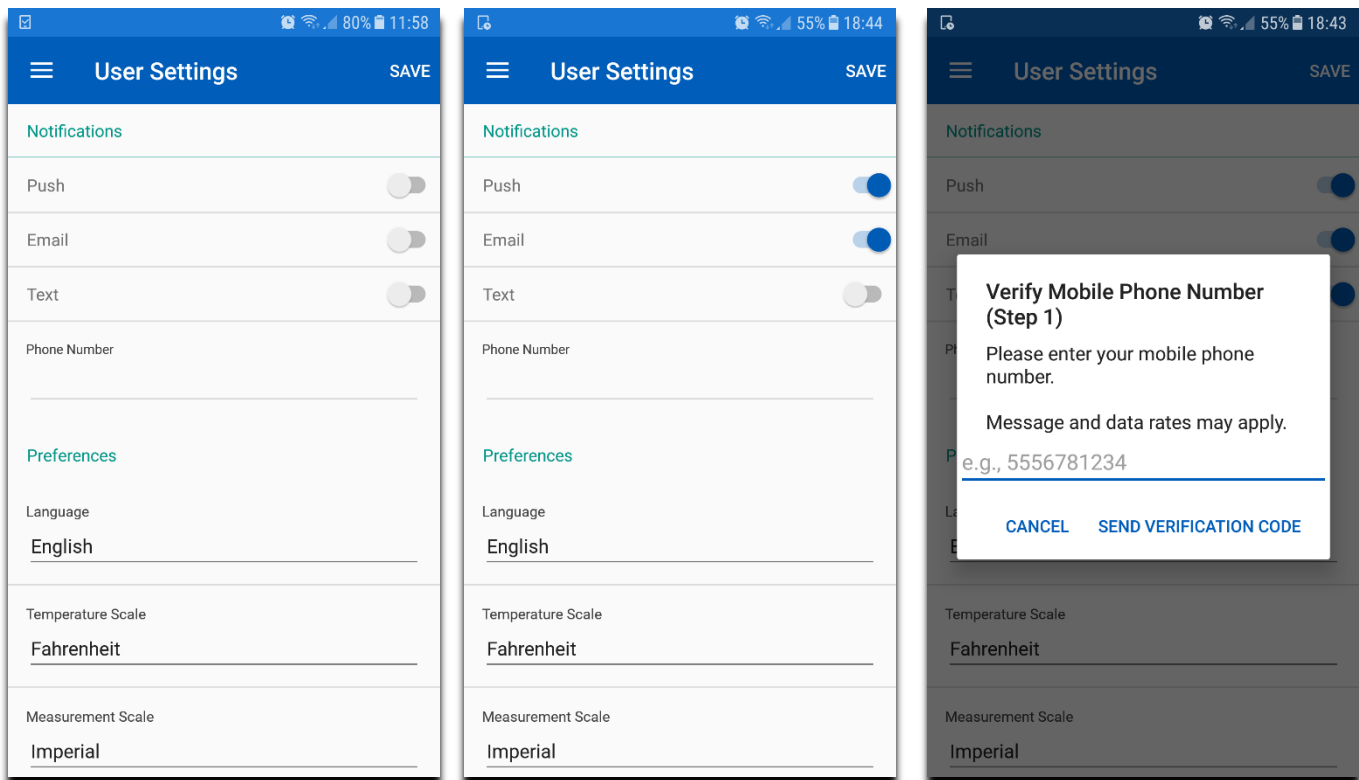 80% 11:58
User Settings SAVE
Notifications
Push
Email
Text
Phone Number
Preferences
Language
English
Temperature Scale
Fahrenheit
Measurement Scale
Imperial
55% 18:44
User Settings SAVE
Notifications
Push
Email
Text
Phone Number
Preferences
Language
English
Temperature Scale
Fahrenheit
Measurement Scale
Imperial
55% 18:43
User Settings SAVE
Notifications
Push
Email
Verify Mobile Phone Number
(Step 1)
Please enter your mobile phone
number.
Message and data rates may apply.
e.g., 5556781234
CANCEL SEND VERIFICATION CODE
Temperature Scale
Fahrenheit
Measurement Scale
Imperial